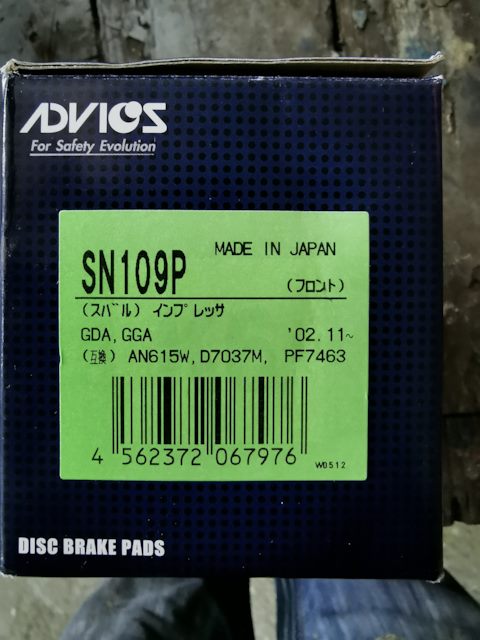 ADVICS
For Safety Evolution
SN109P MADE IN JAPAN
(フロント)
(スバル) インプレッサ
GDA, GGA '02.11~
(互換) AN615W, D7037M, PF7463
4 562372 067976
W0512
DISC BRAKE PADS